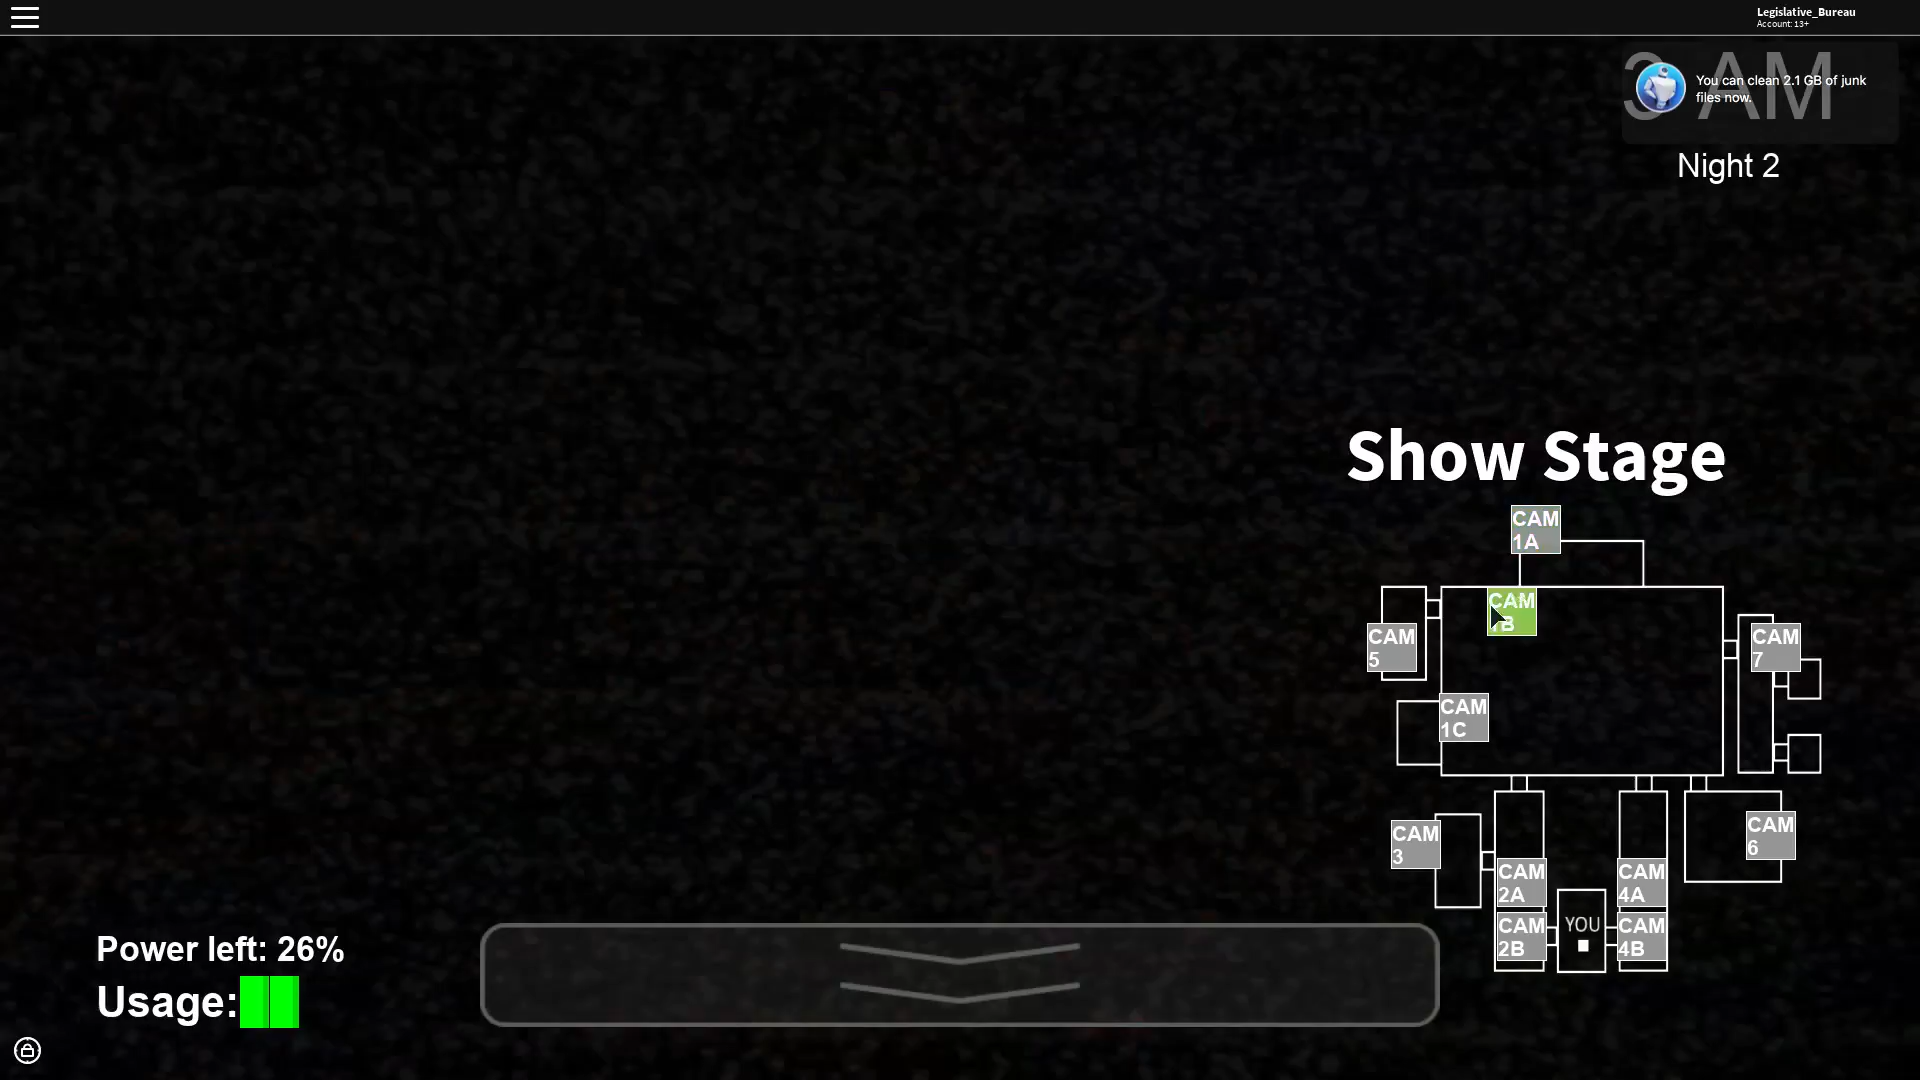 Legislative_Bureau
Account: 13+
3 AM
You can clean 2.1 GB of junk
files now.
Night 2
Show Stage
CAM
1A
CAM
1B
CAM
5
CAM
7
CAM
1C
CAM
3
CAM
6
CAM
2A
CAM
4A
CAM
2B
YOU
CAM
4B
Power left: 26%
Usage: